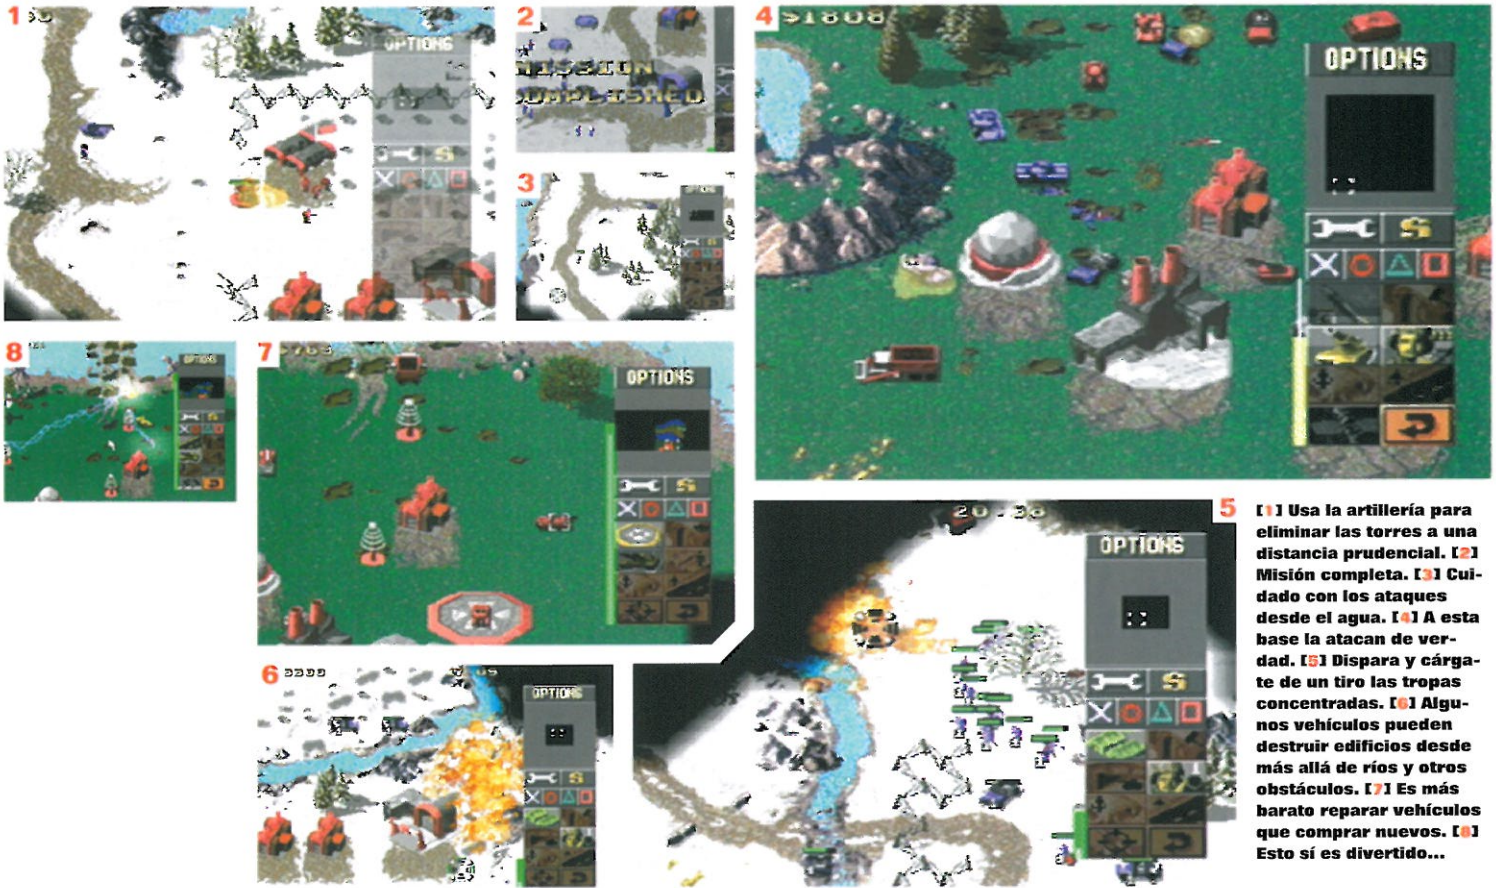 1
OPTIONS
S
2
MISSION
3
S
4
$1808
OPTIONS
S
8
OPTIONS
S
7
OPTIONS
S
5
OPTIONS
S
6
OPTIONS
S
[1] Usa la artillería para
eliminar las torres a una
distancia prudencial. [2]
Misión completa. [3] Cui-
dado con los ataques
desde el agua. [4] A esta
base la atacan de ver-
dad. [5] Dispara y cárga-
te de un tiro las tropas
concentradas. [6] Algu-
nos vehículos pueden
destruir edificios desde
más allá de ríos y otros
obstáculos. [7] Es más
barato reparar vehículos
que comprar nuevos. [8]
Esto sí es divertido...